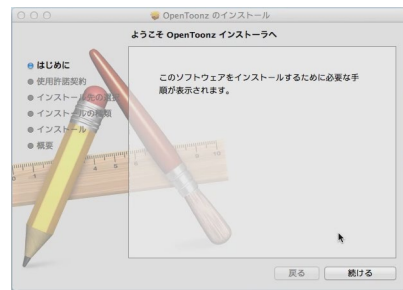 OpenToonz のインストール
ようこそ OpenToonz インストーラへ
はじめに
使用許諾契約
インストール先の選択
インストールの種類
インストール
概要
このソフトウェアをインストールするために必要な手
順が表示されます。
戻る
続ける